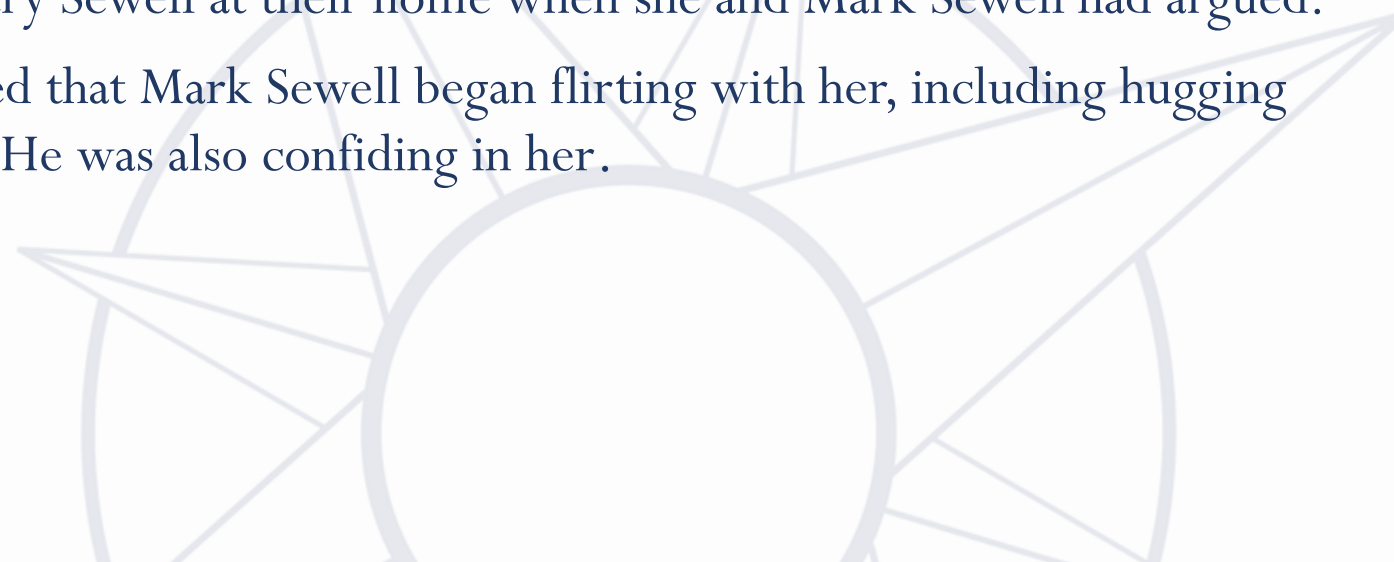 ry Sewell at their home when she and Mark Sewell had argued.
ed that Mark Sewell began flirting with her, including hugging
He was also confiding in her.